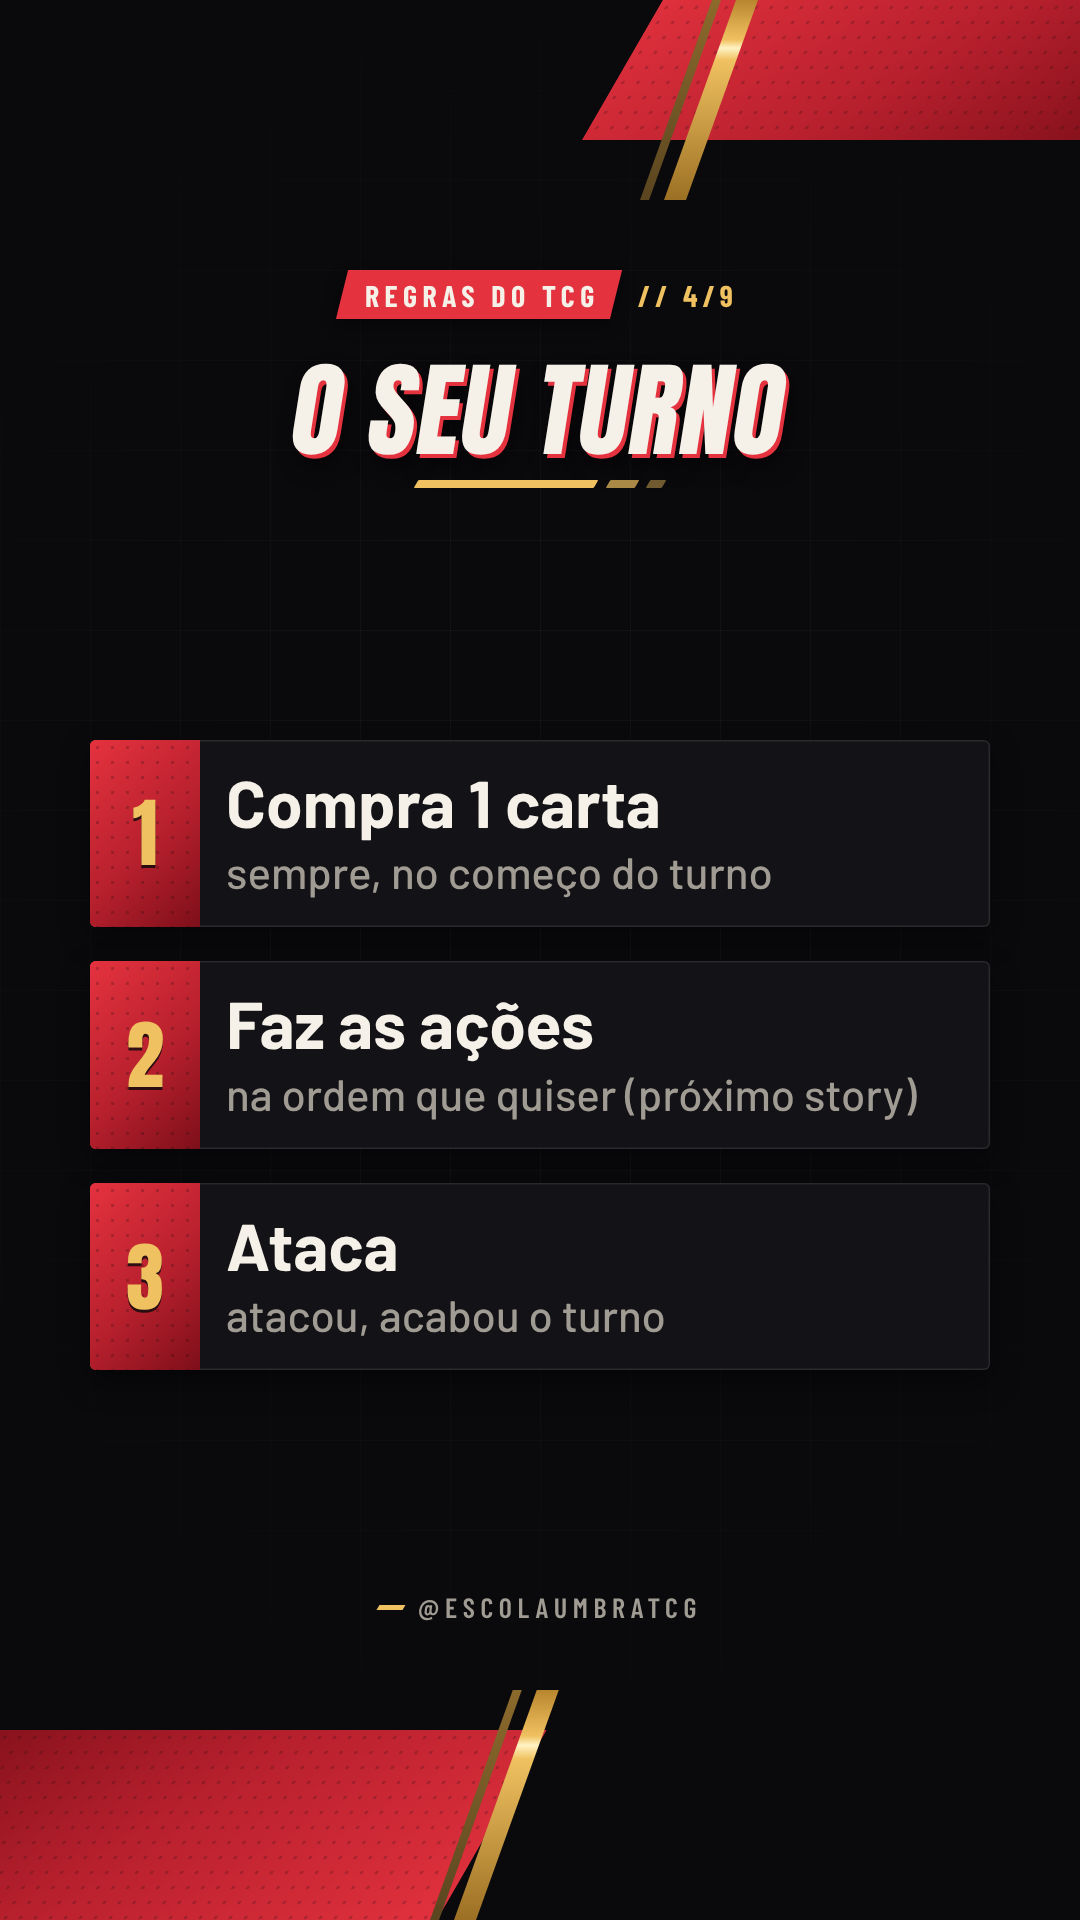 REGRAS DO TCG // 4/9
O SEU TURNO
1
Compra 1 carta
sempre, no começo do turno
2
Faz as ações
na ordem que quiser (próximo story)
3
Ataca
atacou, acabou o turno
@ESCOLAUMBRATCG